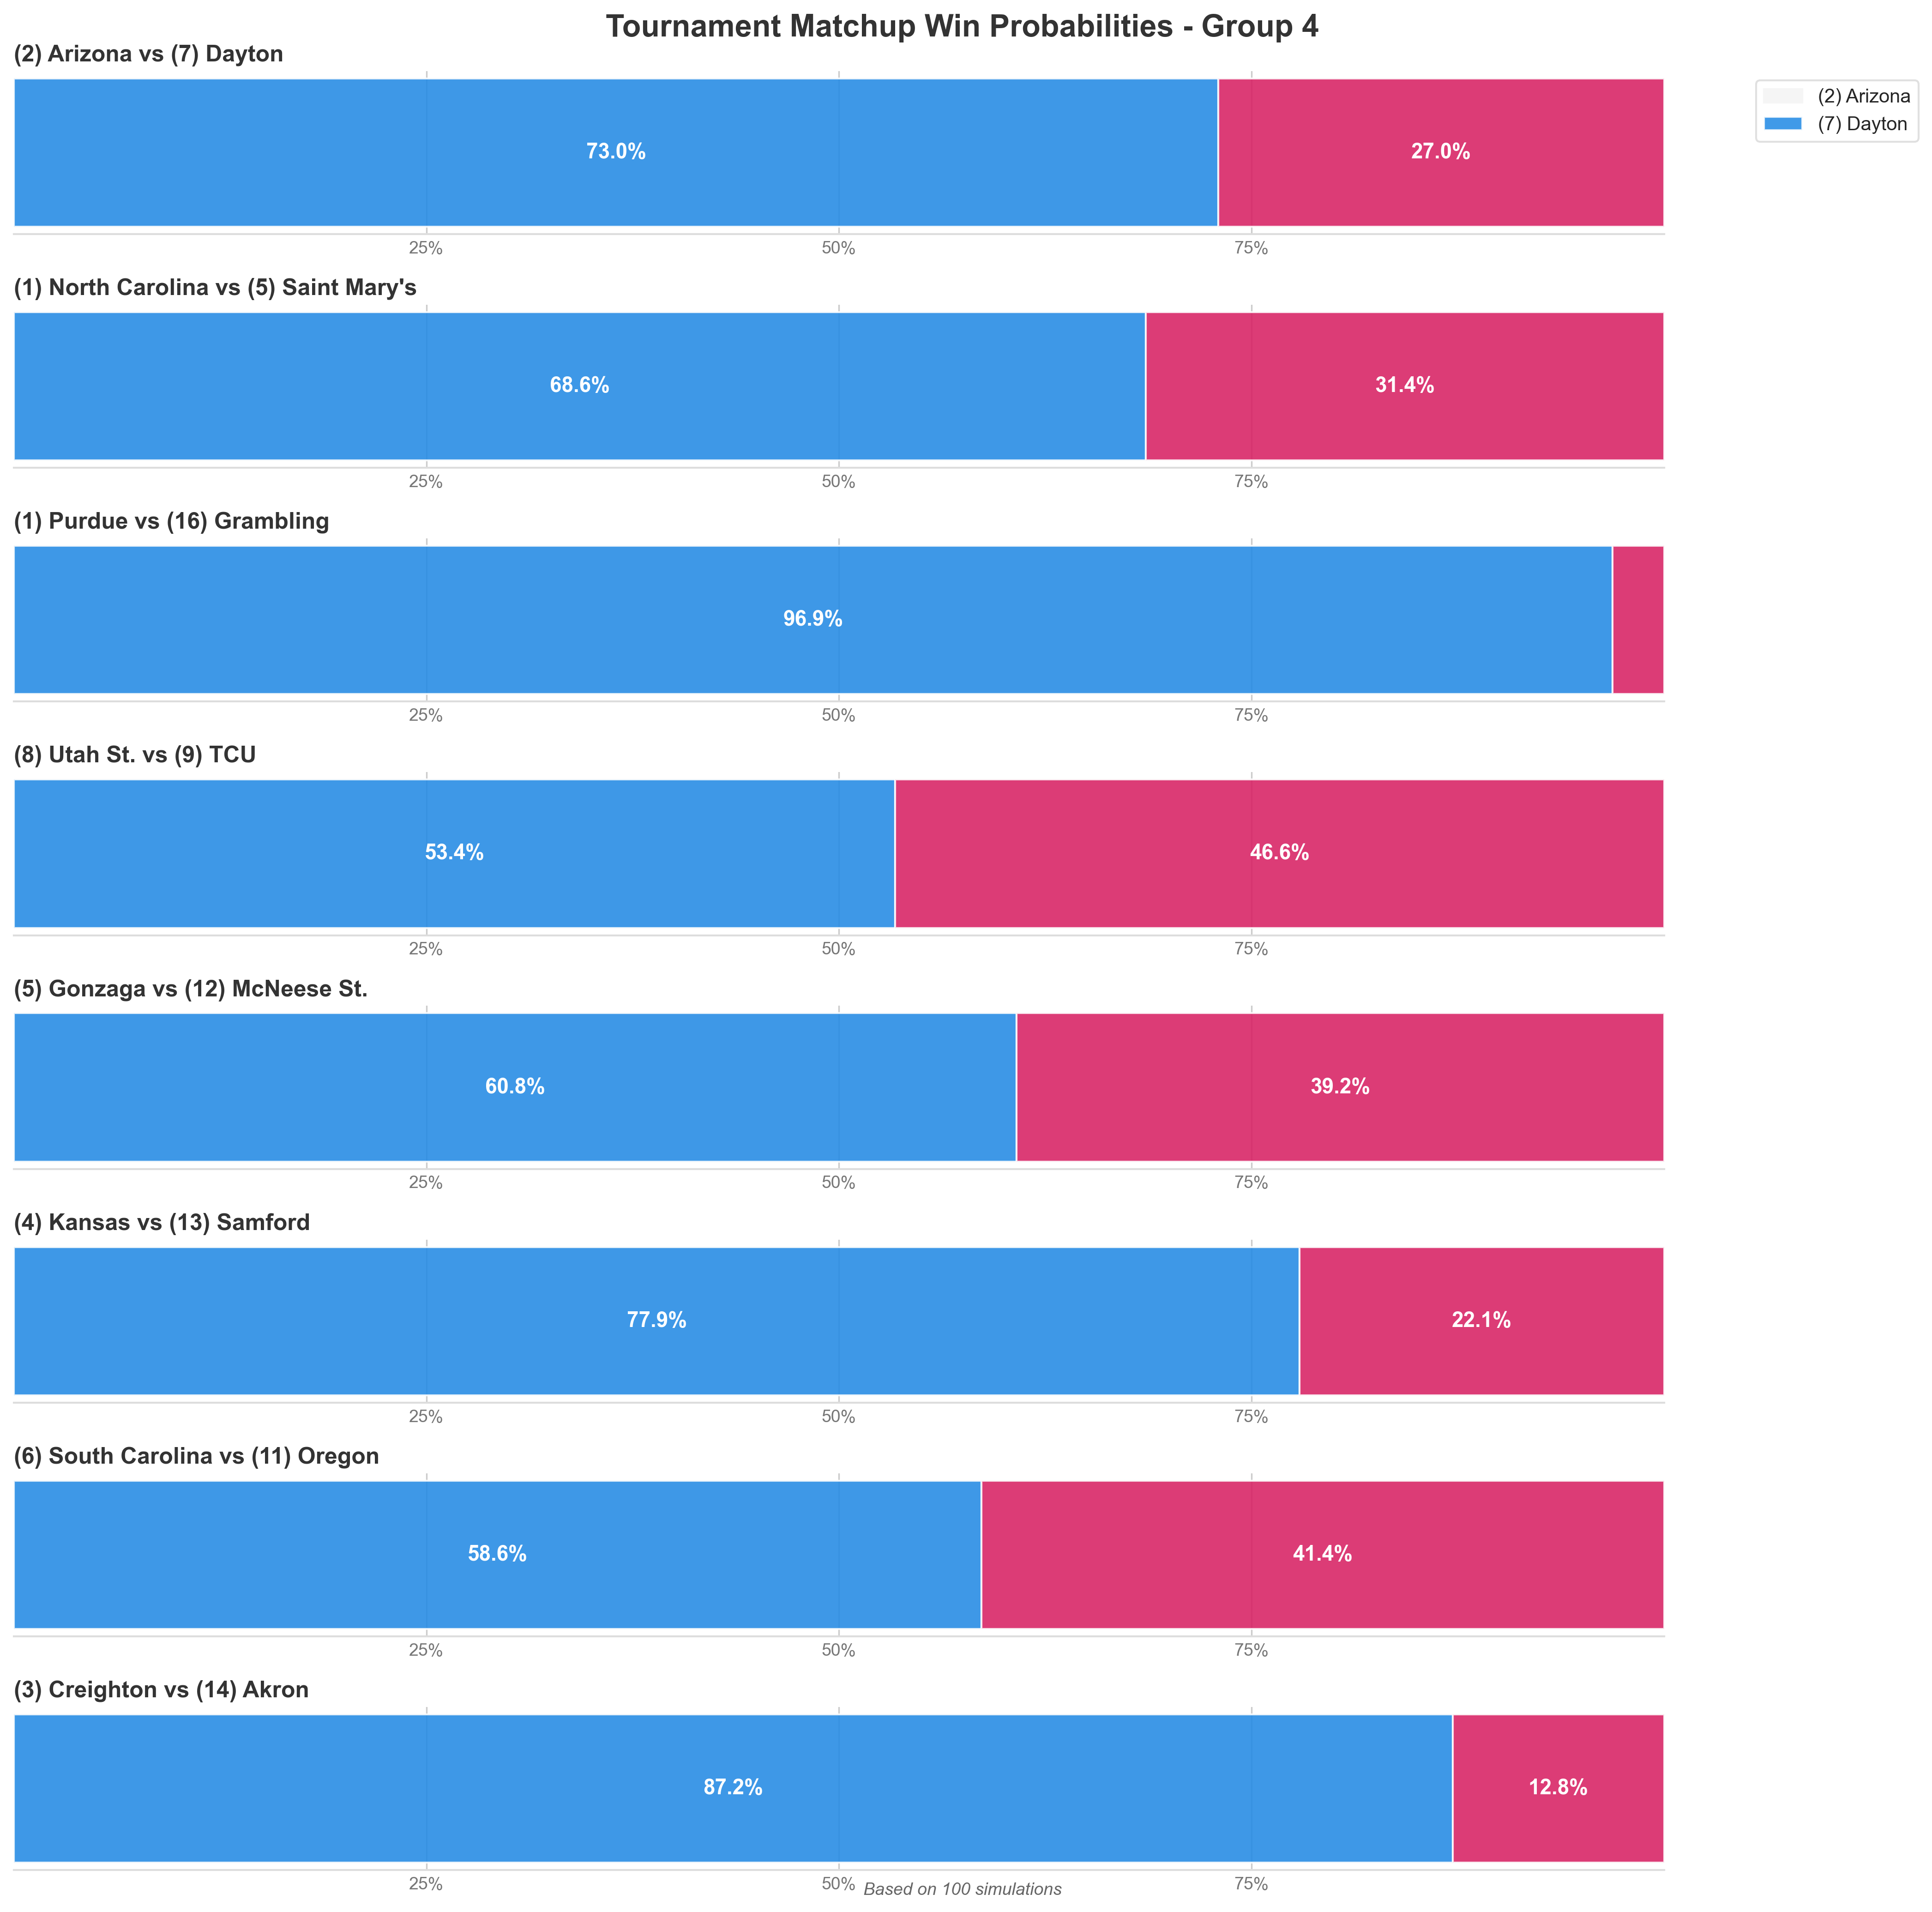 Tournament Matchup Win Probabilities - Group 4
(2) Arizona vs (7) Dayton
(2) Arizona
(7) Dayton
73.0% 27.0%
25% 50% 75%
(1) North Carolina vs (5) Saint Mary's
68.6% 31.4%
25% 50% 75%
(1) Purdue vs (16) Grambling
96.9%
25% 50% 75%
(8) Utah St. vs (9) TCU
53.4% 46.6%
25% 50% 75%
(5) Gonzaga vs (12) McNeese St.
60.8% 39.2%
25% 50% 75%
(4) Kansas vs (13) Samford
77.9% 22.1%
25% 50% 75%
(6) South Carolina vs (11) Oregon
58.6% 41.4%
25% 50% 75%
(3) Creighton vs (14) Akron
87.2% 12.8%
25% 50% 75%
Based on 100 simulations